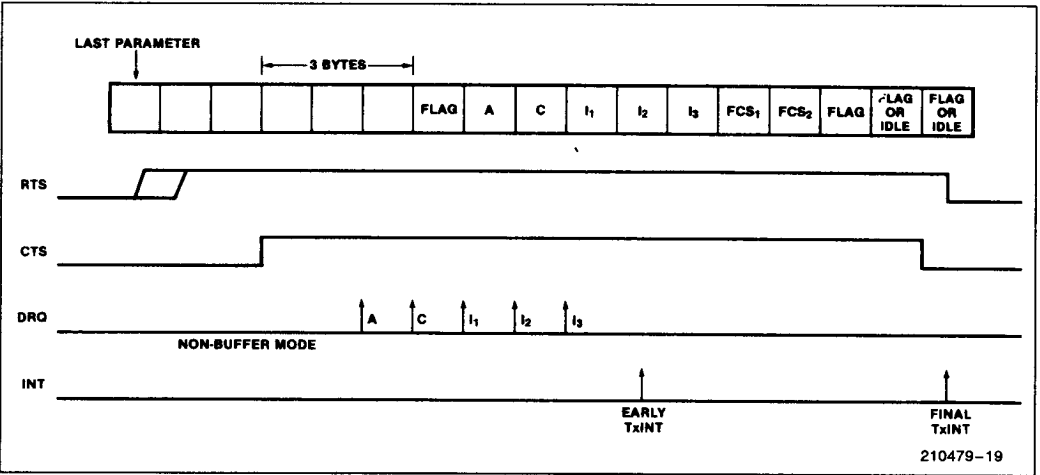 LAST PARAMETER
3 BYTES
FLAG A C I₁ I₂ I₃ FCS₁ FCS₂ FLAG FLAG OR IDLE FLAG OR IDLE
RTS
CTS
DRQ
A C I₁ I₂ I₃
NON-BUFFER MODE
INT
EARLY TxINT
FINAL TxINT
210479–19